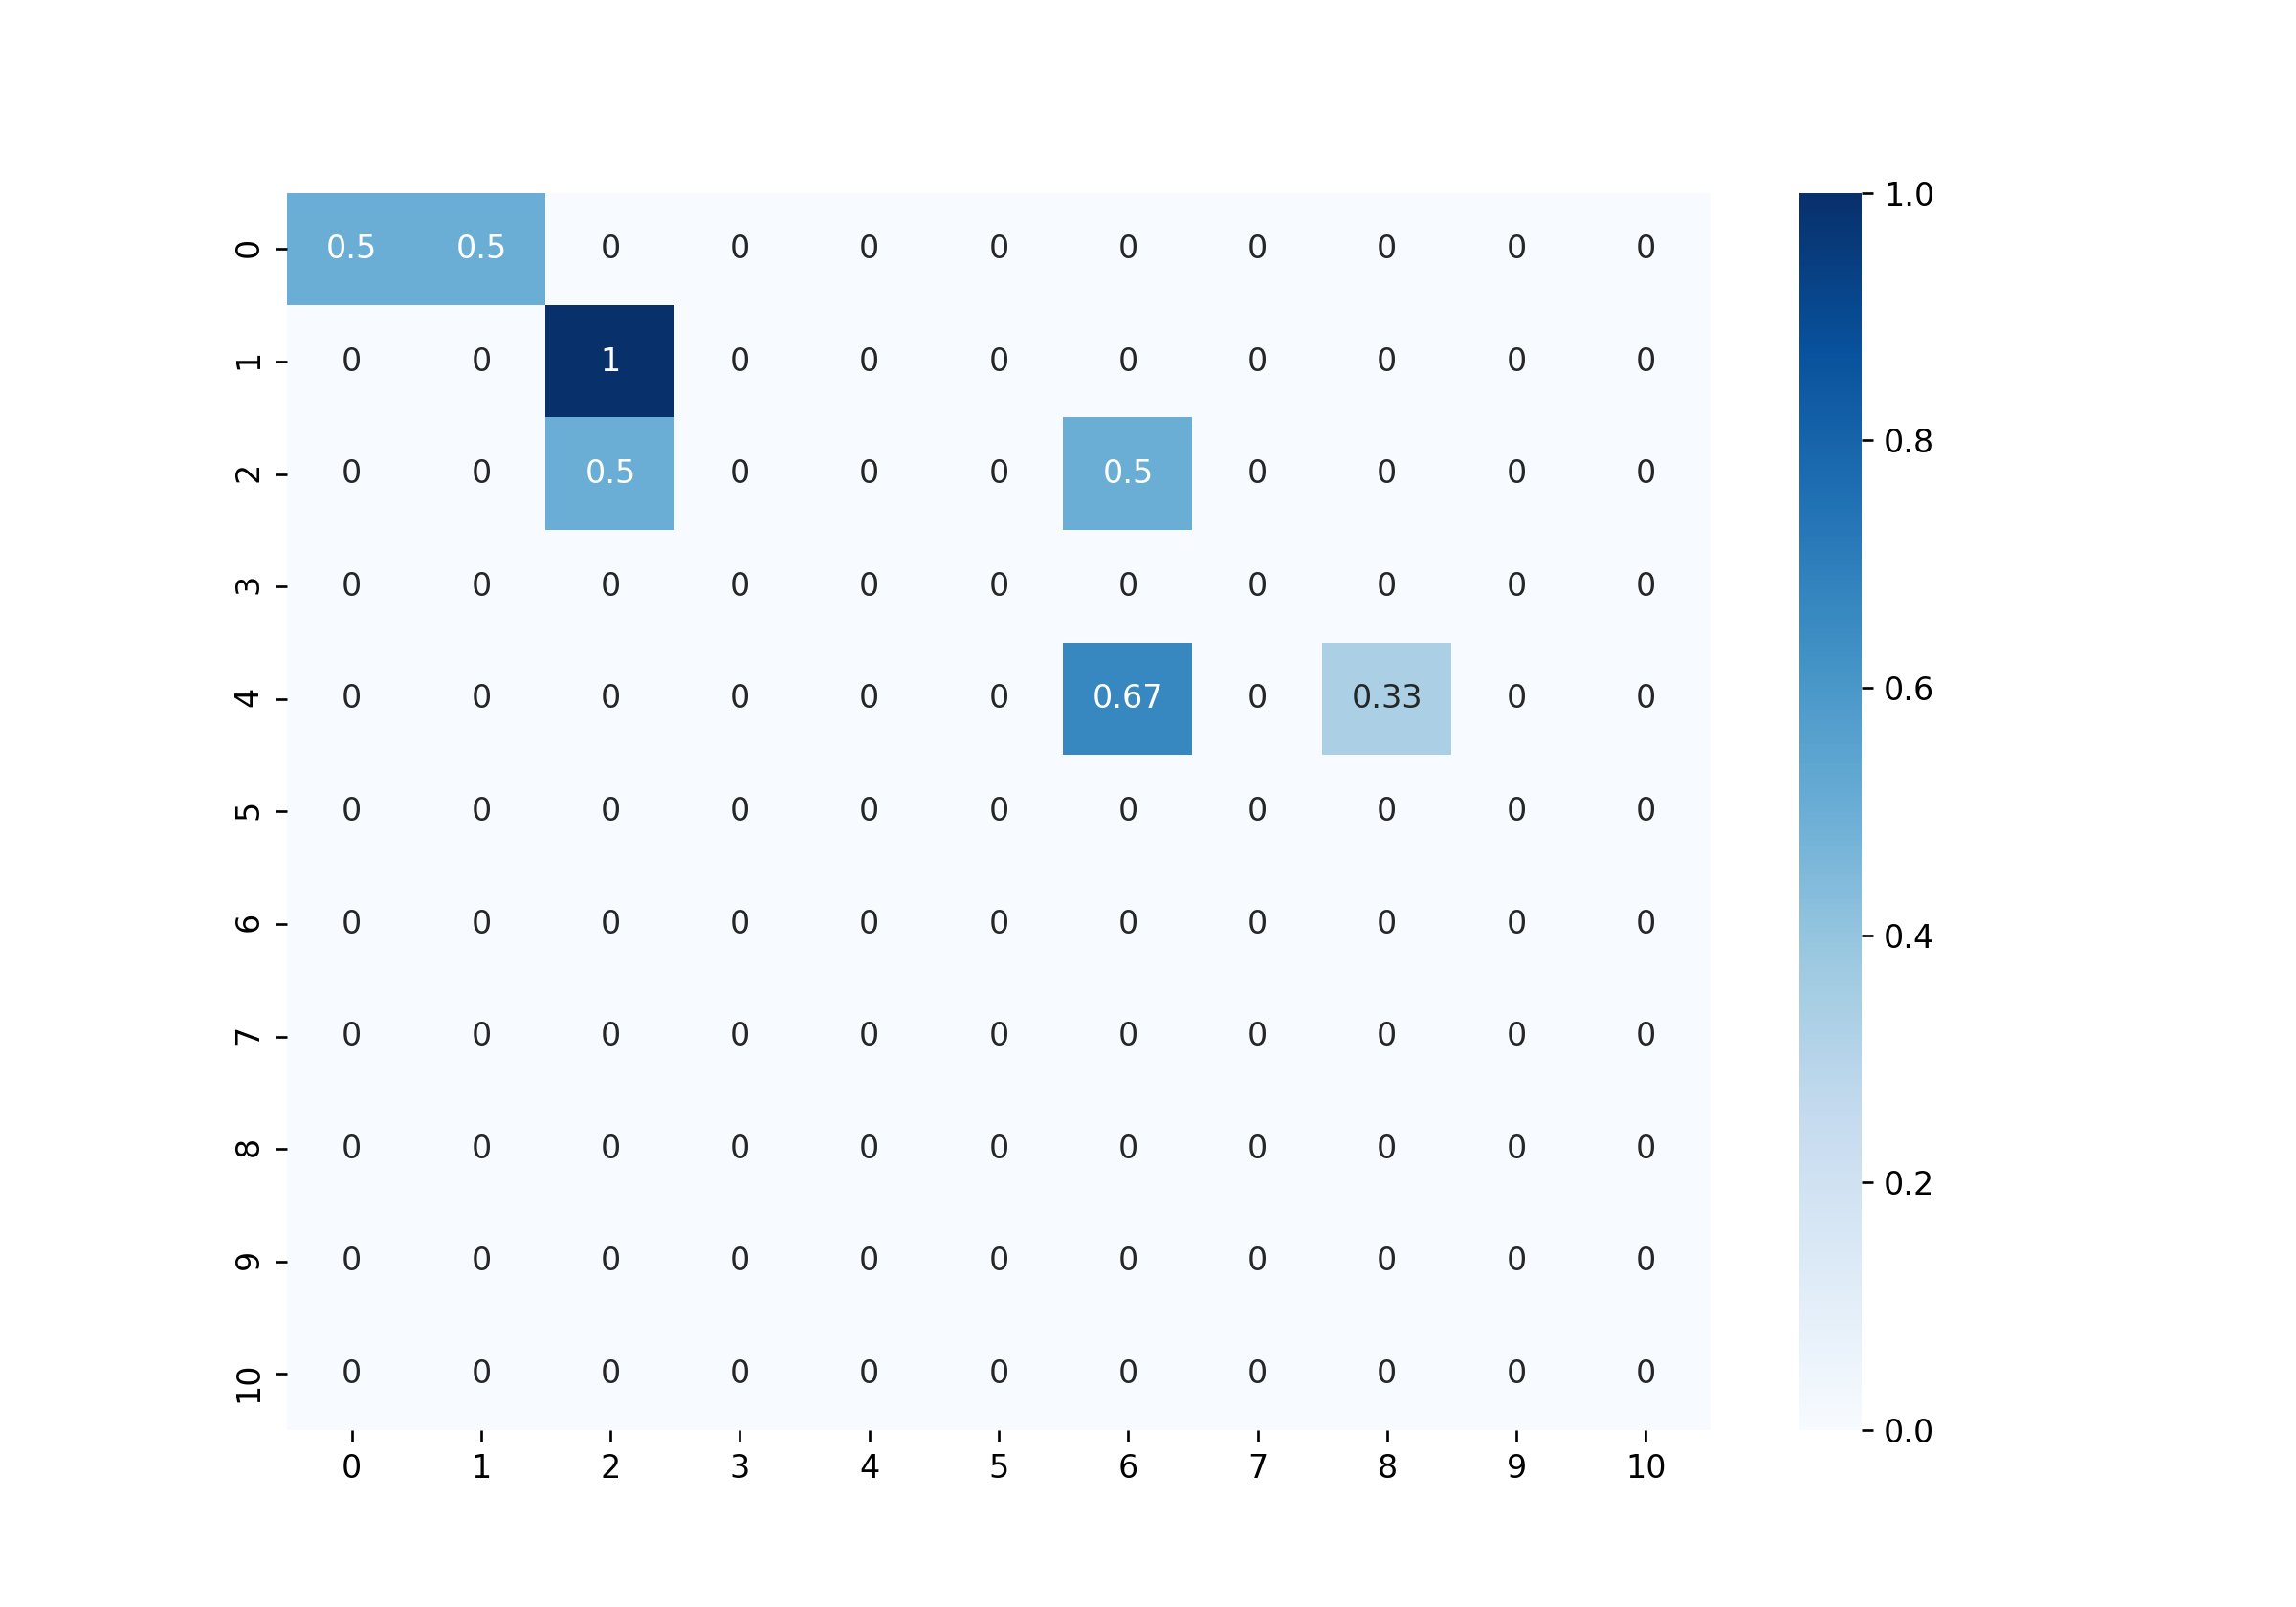 0 0.5 0.5 0 0 0 0 0 0 0 0 0
1 0 0 1 0 0 0 0 0 0 0 0
2 0 0 0.5 0 0 0 0.5 0 0 0 0
3 0 0 0 0 0 0 0 0 0 0 0
4 0 0 0 0 0 0 0.67 0 0.33 0 0
5 0 0 0 0 0 0 0 0 0 0 0
6 0 0 0 0 0 0 0 0 0 0 0
7 0 0 0 0 0 0 0 0 0 0 0
8 0 0 0 0 0 0 0 0 0 0 0
9 0 0 0 0 0 0 0 0 0 0 0
10 0 0 0 0 0 0 0 0 0 0 0
0 1 2 3 4 5 6 7 8 9 10
1.0
0.8
0.6
0.4
0.2
0.0